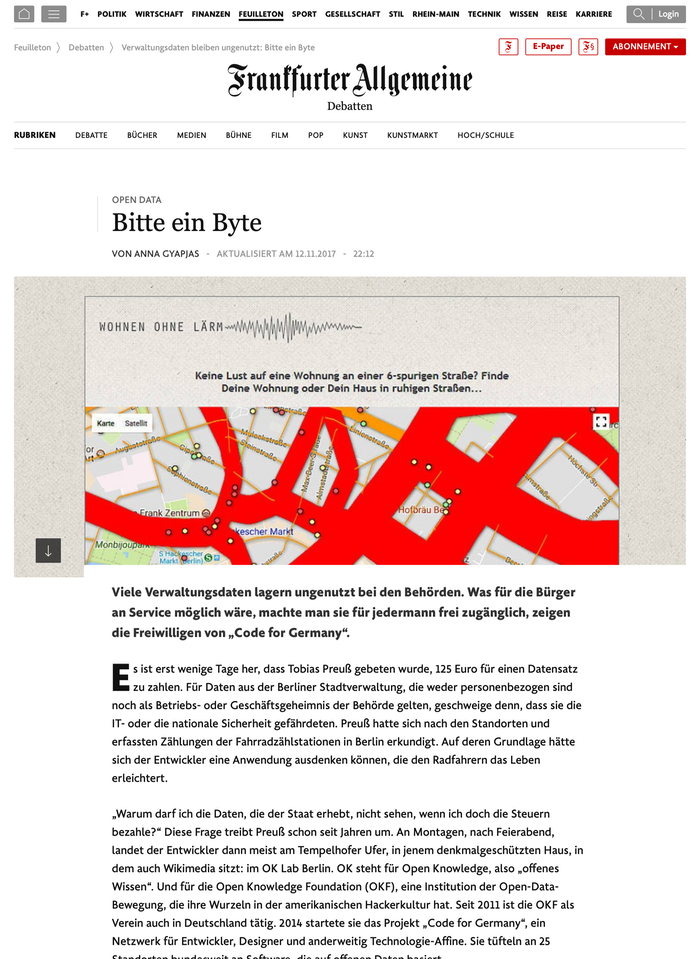 F+ POLITIK WIRTSCHAFT FINANZEN FEUILLETON SPORT GESELLSCHAFT STIL RHEIN-MAIN TECHNIK WISSEN REISE KARRIERE Login
Feuilleton Debatten Verwaltungsdaten bleiben ungenutzt: Bitte ein Byte
E-Paper
F§
ABONNEMENT
Frankfurter Allgemeine
Debatten
RUBRIKEN DEBATTE BÜCHER MEDIEN BÜHNE FILM POP KUNST KUNSTMARKT HOCH/SCHULE
OPEN DATA
Bitte ein Byte
VON ANNA GYAPJAS - AKTUALISIERT AM 12.11.2017 - 22:12
WOHNEN OHNE LÄRM
Keine Lust auf eine Wohnung an einer 6-spurigen Straße? Finde
Deine Wohnung oder Dein Haus in ruhigen Straßen...
Karte Satellit
Auguststraße
Linienstraße
Frank Zentrum
Hofbräu Be
kescher Markt
Monbijoupark
S Hackescher
Markt (Berlin)
Viele Verwaltungsdaten lagern ungenutzt bei den Behörden. Was für die Bürger
an Service möglich wäre, machte man sie für jedermann frei zugänglich, zeigen
die Freiwilligen von „Code for Germany“.
Es ist erst wenige Tage her, dass Tobias Preuß gebeten wurde, 125 Euro für einen Datensatz
zu zahlen. Für Daten aus der Berliner Stadtverwaltung, die weder personenbezogen sind
noch als Betriebs- oder Geschäftsgeheimnis der Behörde gelten, geschweige denn, dass sie die
IT- oder die nationale Sicherheit gefährdeten. Preuß hatte sich nach den Standorten und
erfassten Zählungen der Fahrradzählstationen in Berlin erkundigt. Auf deren Grundlage hätte
sich der Entwickler eine Anwendung ausdenken können, die den Radfahrern das Leben
erleichtert.
„Warum darf ich die Daten, die der Staat erhebt, nicht sehen, wenn ich doch die Steuern
bezahle?“ Diese Frage treibt Preuß schon seit Jahren um. An Montagen, nach Feierabend,
landet der Entwickler dann meist am Tempelhofer Ufer, in jenem denkmalgeschützten Haus, in
dem auch Wikimedia sitzt: im OK Lab Berlin. OK steht für Open Knowledge, also „offenes
Wissen“. Und für die Open Knowledge Foundation (OKF), eine Institution der Open-Data-
Bewegung, die ihre Wurzeln in der amerikanischen Hackerkultur hat. Seit 2011 ist die OKF als
Verein auch in Deutschland tätig. 2014 startete sie das Projekt „Code for Germany“, ein
Netzwerk für Entwickler, Designer und anderweitig Technologie-Affine. Sie tüfteln an 25
Standorten bundesweit an Software, die auf offenen Daten basiert.